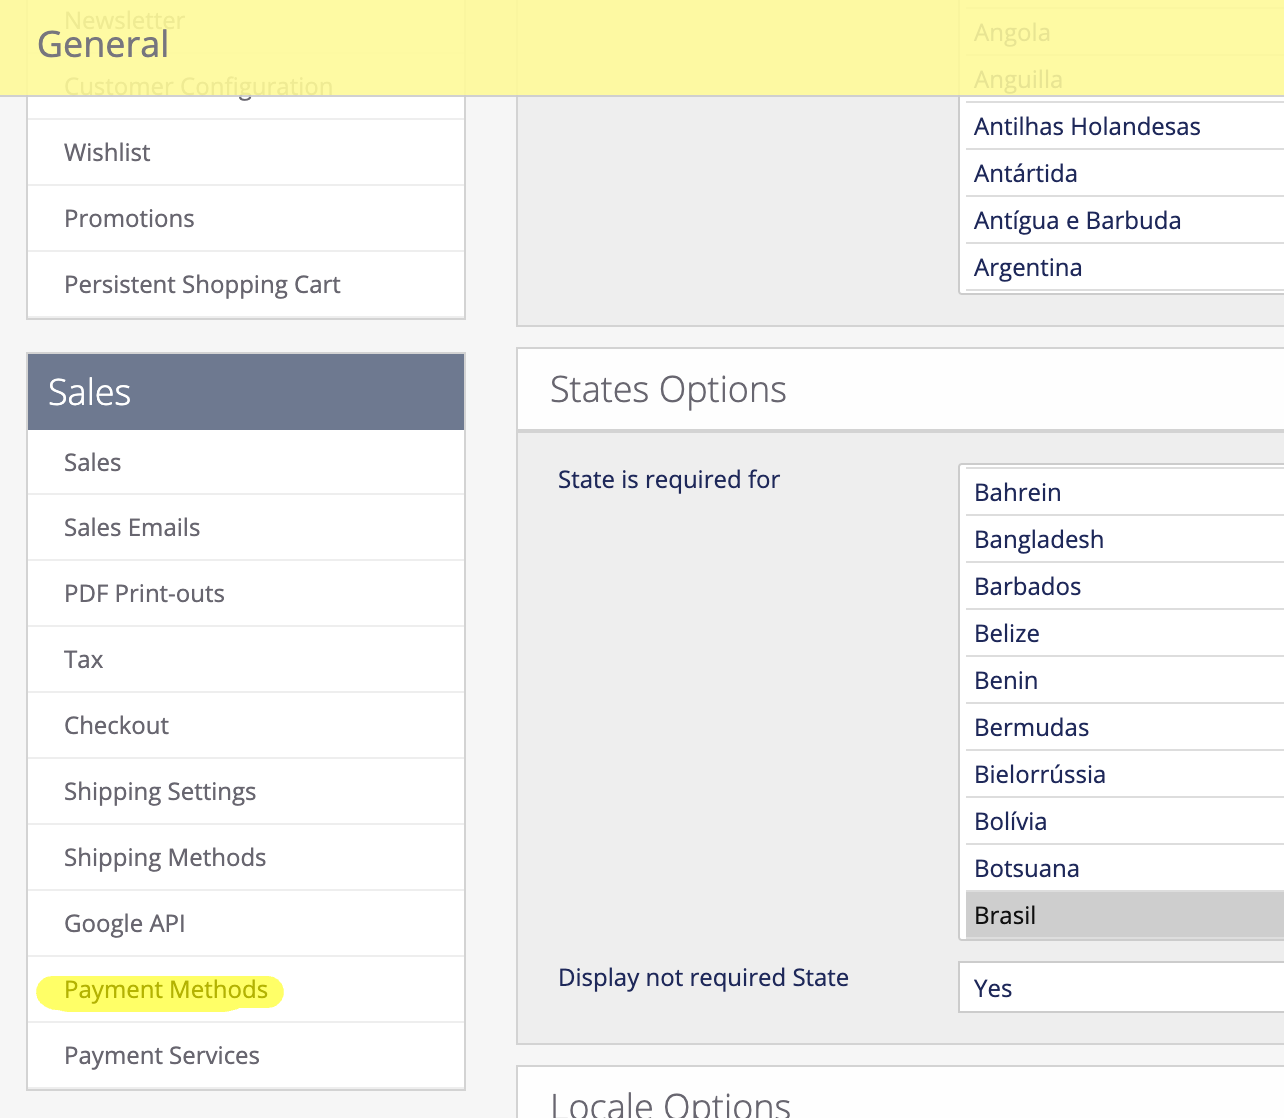 Newsletter
General
Customer Configuration
Wishlist
Promotions
Persistent Shopping Cart
Sales
Sales
Sales Emails
PDF Print-outs
Tax
Checkout
Shipping Settings
Shipping Methods
Google API
Payment Methods
Payment Services
Angola
Anguilla
Antilhas Holandesas
Antártida
Antígua e Barbuda
Argentina
States Options
State is required for
Bahrein
Bangladesh
Barbados
Belize
Benin
Bermudas
Bielorrússia
Bolívia
Botsuana
Brasil
Display not required State
Yes
Locale Options